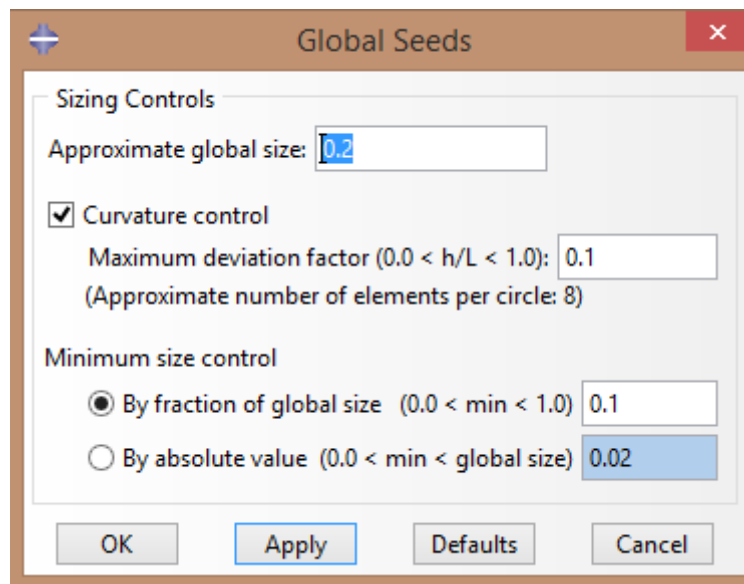 Global Seeds
Sizing Controls
Approximate global size: 0.2
Curvature control
Maximum deviation factor (0.0 < h/L < 1.0): 0.1
(Approximate number of elements per circle: 8)
Minimum size control
By fraction of global size (0.0 < min < 1.0) 0.1
By absolute value (0.0 < min < global size) 0.02
OK Apply Defaults Cancel